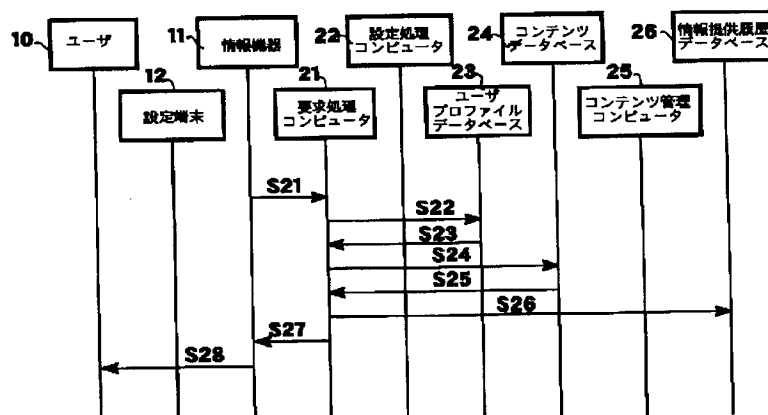 10
ユーザ
11
情報機器
22
設定処理
コンピュータ
24
コンテンツ
データベース
26
情報提供履歴
データベース
12
設定端末
21
要求処理
コンピュータ
23
ユーザ
プロファイル
データベース
25
コンテンツ管理
コンピュータ
S21
S22
S23
S24
S25
S26
S27
S28